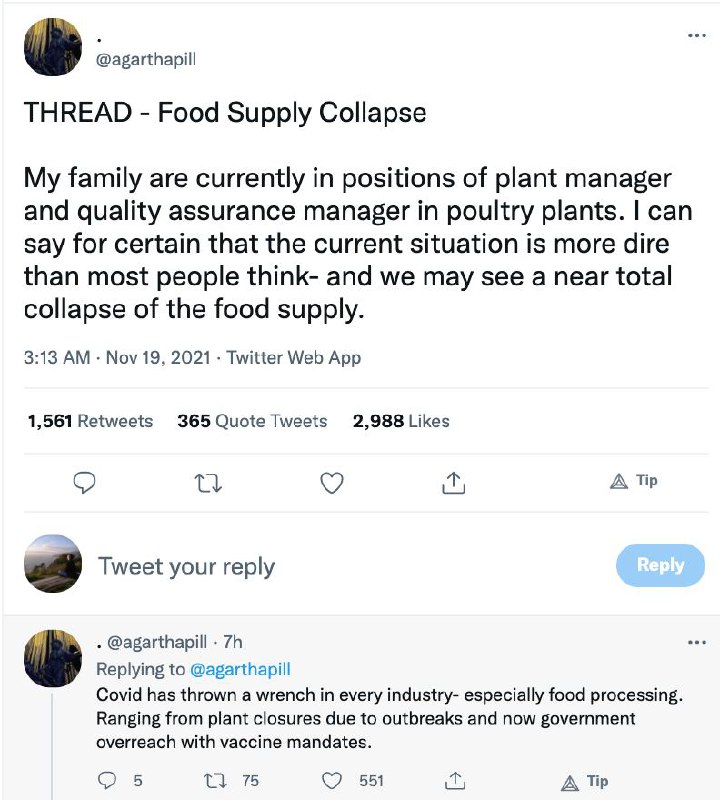 .
@agarthapill
THREAD - Food Supply Collapse
My family are currently in positions of plant manager
and quality assurance manager in poultry plants. I can
say for certain that the current situation is more dire
than most people think- and we may see a near total
collapse of the food supply.
3:13 AM · Nov 19, 2021 · Twitter Web App
1,561 Retweets 365 Quote Tweets 2,988 Likes
Tip
Tweet your reply
Reply
. @agarthapill · 7h
Replying to @agarthapill
Covid has thrown a wrench in every industry- especially food processing.
Ranging from plant closures due to outbreaks and now government
overreach with vaccine mandates.
5 75 551 Tip